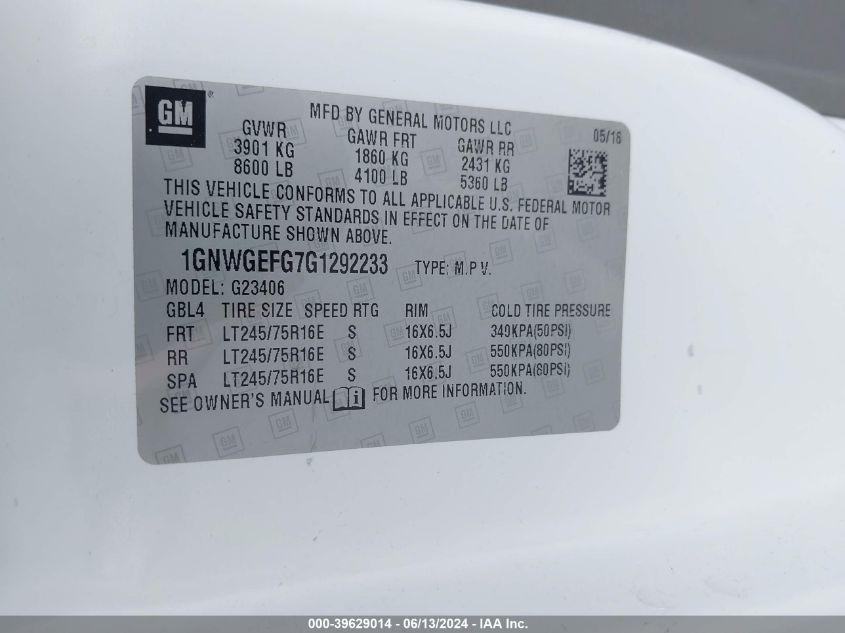 GM ®
MFD BY GENERAL MOTORS LLC
05/16
GVWR GAWR FRT GAWR RR
3901 KG 1860 KG 2431 KG
8600 LB 4100 LB 5360 LB
THIS VEHICLE CONFORMS TO ALL APPLICABLE U.S. FEDERAL MOTOR
VEHICLE SAFETY STANDARDS IN EFFECT ON THE DATE OF
MANUFACTURE SHOWN ABOVE.
1GNWGEFG7G1292233 TYPE: M.P.V.
MODEL: G23406
GBL4 TIRE SIZE SPEED RTG RIM COLD TIRE PRESSURE
FRT LT245/75R16E S 16X6.5J 340KPA(50PSI)
RR LT245/75R16E S 16X6.5J 550KPA(80PSI)
SPA LT245/75R16E S 16X6.5J 550KPA(80PSI)
SEE OWNER'S MANUAL i FOR MORE INFORMATION.
000-39629014 - 06/13/2024 - IAA Inc.